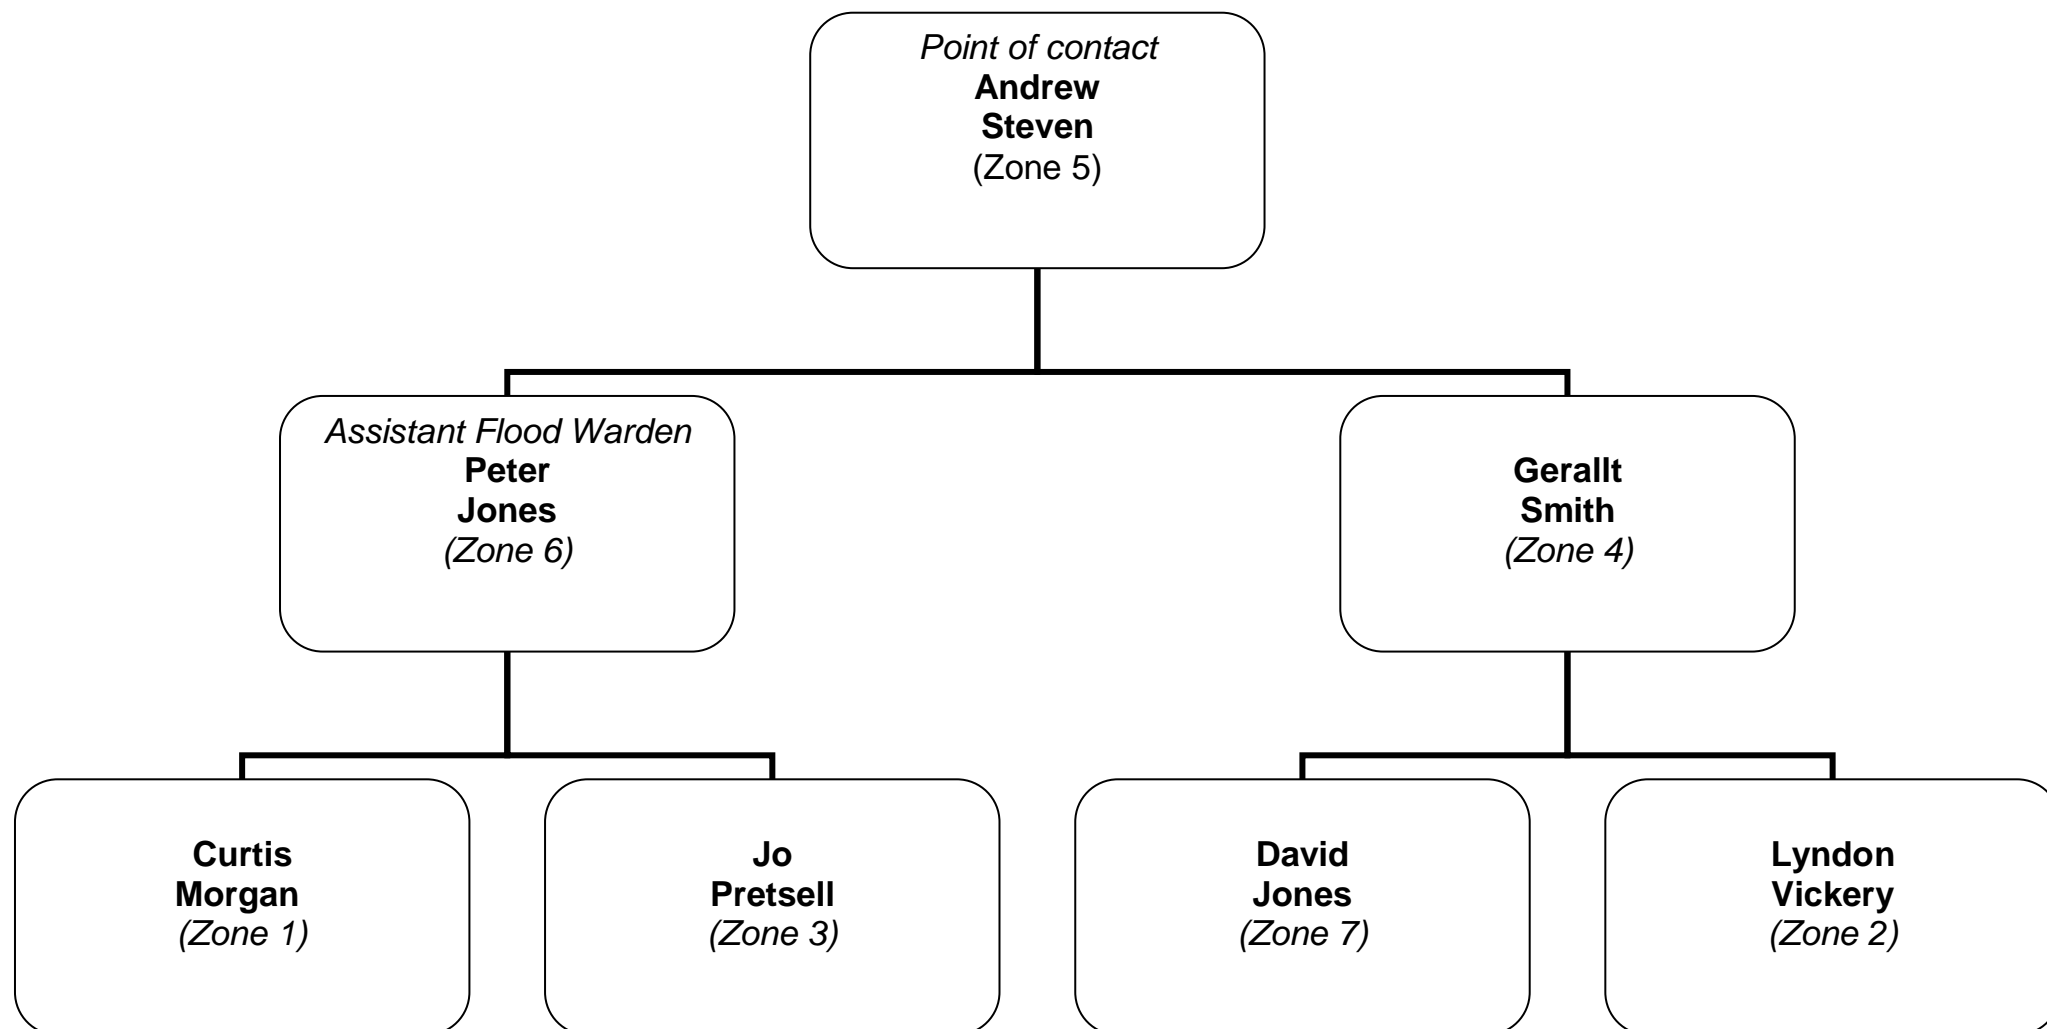 Point of contact
Andrew
Steven
(Zone 5)
Assistant Flood Warden
Peter
Jones
(Zone 6)
Gerallt
Smith
(Zone 4)
Curtis
Morgan
(Zone 1)
Jo
Pretsell
(Zone 3)
David
Jones
(Zone 7)
Lyndon
Vickery
(Zone 2)